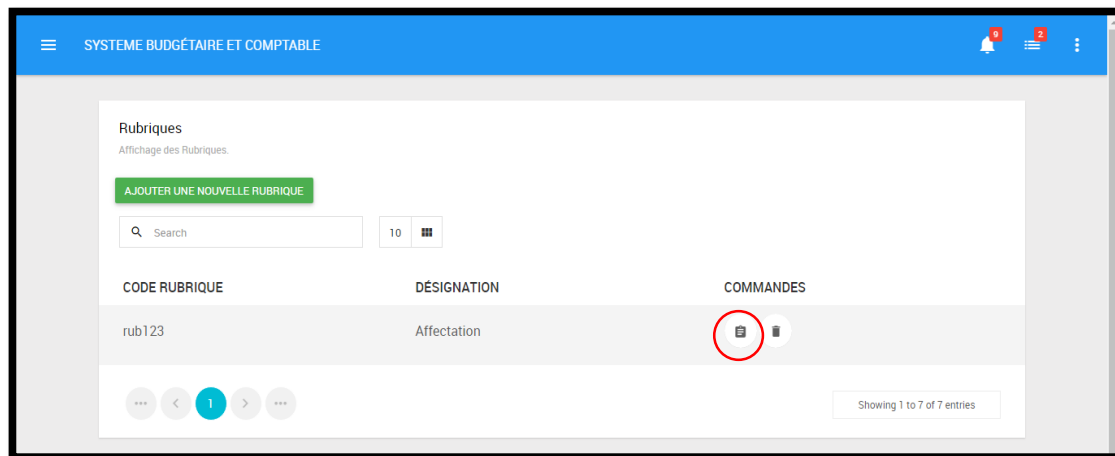 SYSTEME BUDGÉTAIRE ET COMPTABLE
9
2
Rubriques
Affichage des Rubriques.
AJOUTER UNE NOUVELLE RUBRIQUE
Search
10
CODE RUBRIQUE DÉSIGNATION COMMANDES
rub123 Affectation
1
Showing 1 to 7 of 7 entries